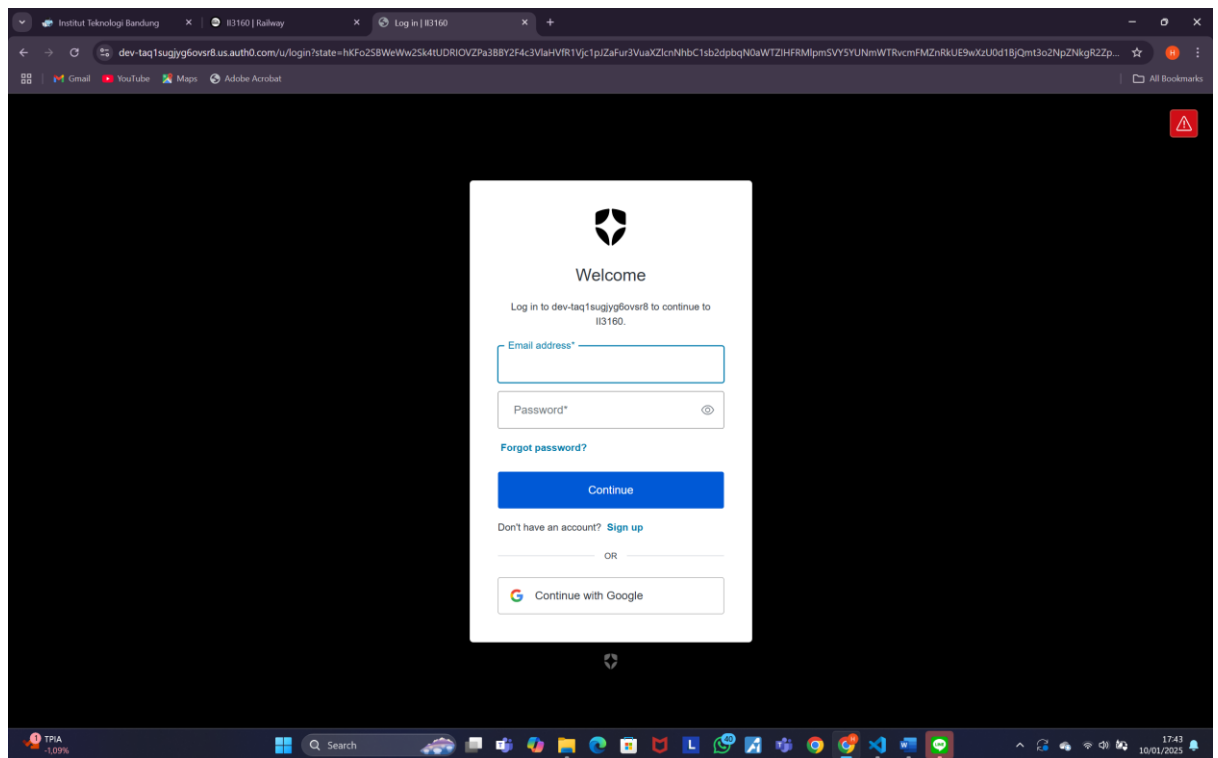 Institut Teknologi Bandung
II3160 | Railway
Log in | II3160
dev-taq1sugjyg6ovsr8.us.auth0.com/u/login?state=
Gmail
YouTube
Maps
Adobe Acrobat
All Bookmarks
Welcome
Log in to dev-taq1sugjyg6ovsr8 to continue to
II3160.
Email address*
Password*
Forgot password?
Continue
Don't have an account? Sign up
OR
Continue with Google
1
TPIA
-1,09%
Search
L
40
17:43
10/01/2025